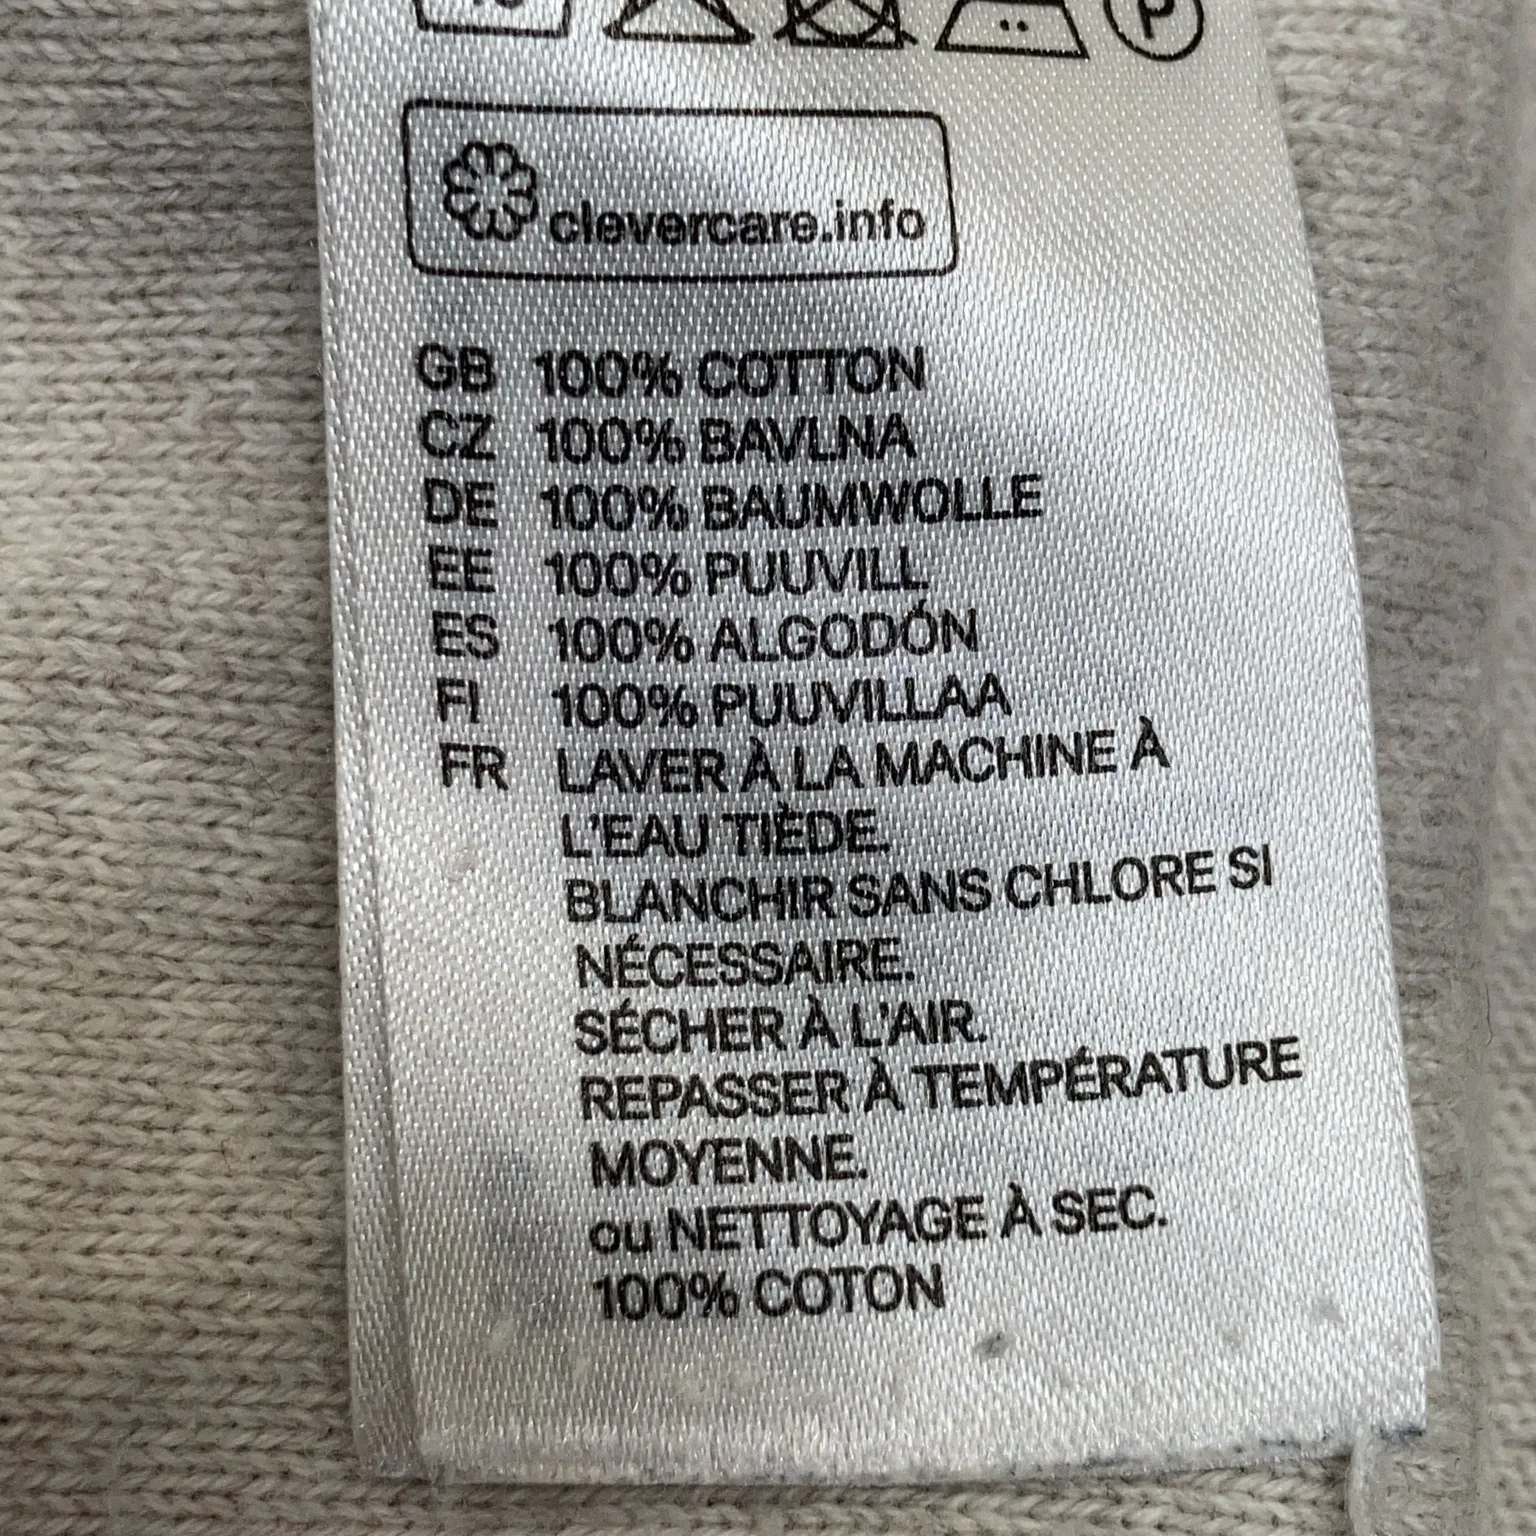 P
clevercare.info
GB 100% COTTON
CZ 100% BAVLNA
DE 100% BAUMWOLLE
EE 100% PUUVILL
ES 100% ALGODÓN
FI 100% PUUVILLAA
FR LAVER À LA MACHINE À
L'EAU TIÈDE.
BLANCHIR SANS CHLORE SI
NÉCESSAIRE.
SÉCHER À L'AIR.
REPASSER À TEMPÉRATURE
MOYENNE.
ou NETTOYAGE À SEC.
100% COTON